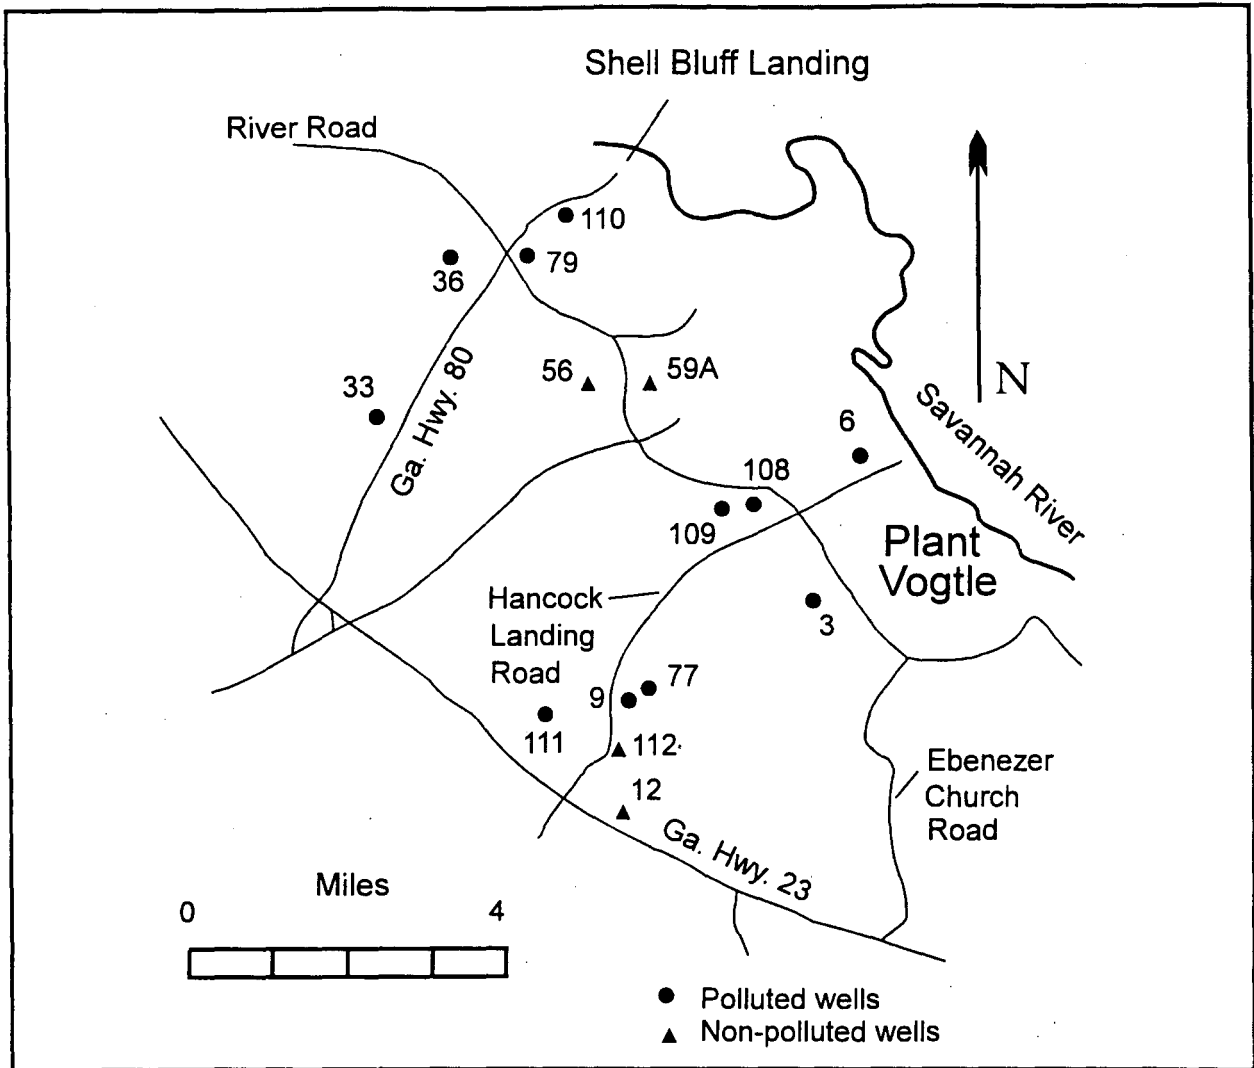 Shell Bluff Landing
River Road
110
79
36
56
59A
33
Ga. Hwy. 80
N
Savannah River
6
108
109
Plant
Vogtle
Hancock
Landing
Road
3
77
9
111
112
12
Ebenezer
Church
Road
Ga. Hwy. 23
Miles
0 4
Polluted wells
Non-polluted wells